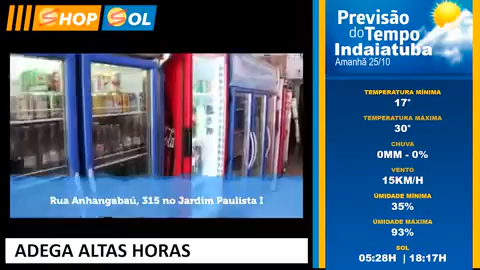 SHOP SOL
Rua Anhangabaú, 315 no Jardim Paulista I
ADEGA ALTAS HORAS
Previsão
do Tempo
Indaiatuba
Amanhã 25/10
TEMPERATURA MÍNIMA
17°
TEMPERATURA MÁXIMA
30°
CHUVA
0MM - 0%
VENTO
15KM/H
ÚMIDADE MÍNIMA
35%
ÚMIDADE MÁXIMA
93%
SOL
05:28H | 18:17H